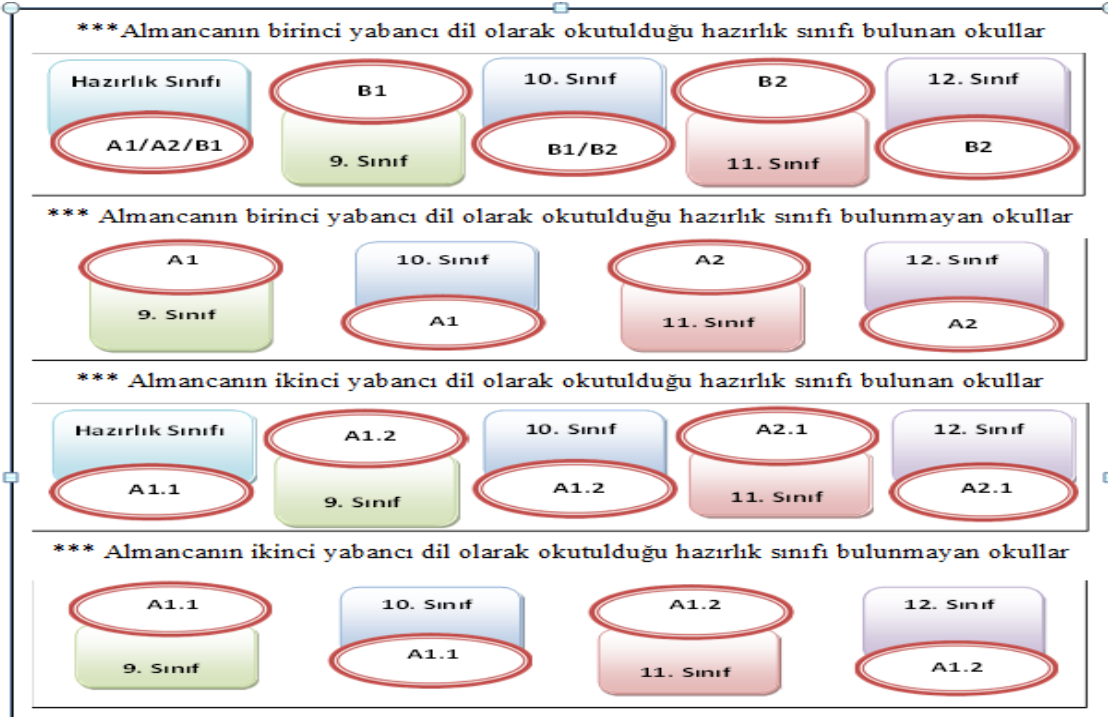 ***Almancanın birinci yabancı dil olarak okutulduğu hazırlık sınıfı bulunan okullar
Hazırlık Sınıfı
A1/A2/B1
B1
9. Sınıf
10. Sınıf
B1/B2
B2
11. Sınıf
12. Sınıf
B2
*** Almancanın birinci yabancı dil olarak okutulduğu hazırlık sınıfı bulunmayan okullar
A1
9. Sınıf
10. Sınıf
A1
A2
11. Sınıf
12. Sınıf
A2
*** Almancanın ikinci yabancı dil olarak okutulduğu hazırlık sınıfı bulunan okullar
Hazırlık Sınıfı
A1.1
A1.2
9. Sınıf
10. Sınıf
A1.2
A2.1
11. Sınıf
12. Sınıf
A2.1
*** Almancanın ikinci yabancı dil olarak okutulduğu hazırlık sınıfı bulunmayan okullar
A1.1
9. Sınıf
10. Sınıf
A1.1
A1.2
11. Sınıf
12. Sınıf
A1.2